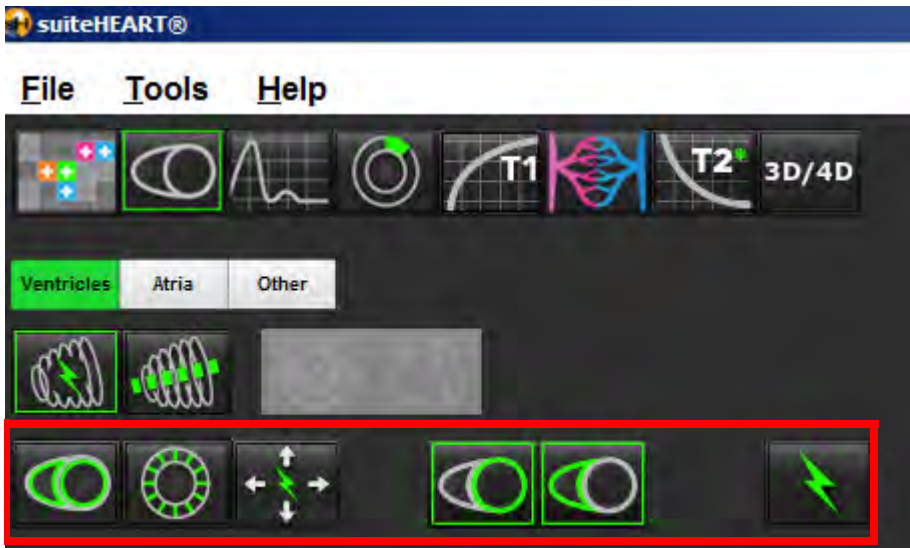 suiteHEART®
File Tools Help
T1 T2* 3D/4D
Ventricles Atria Other